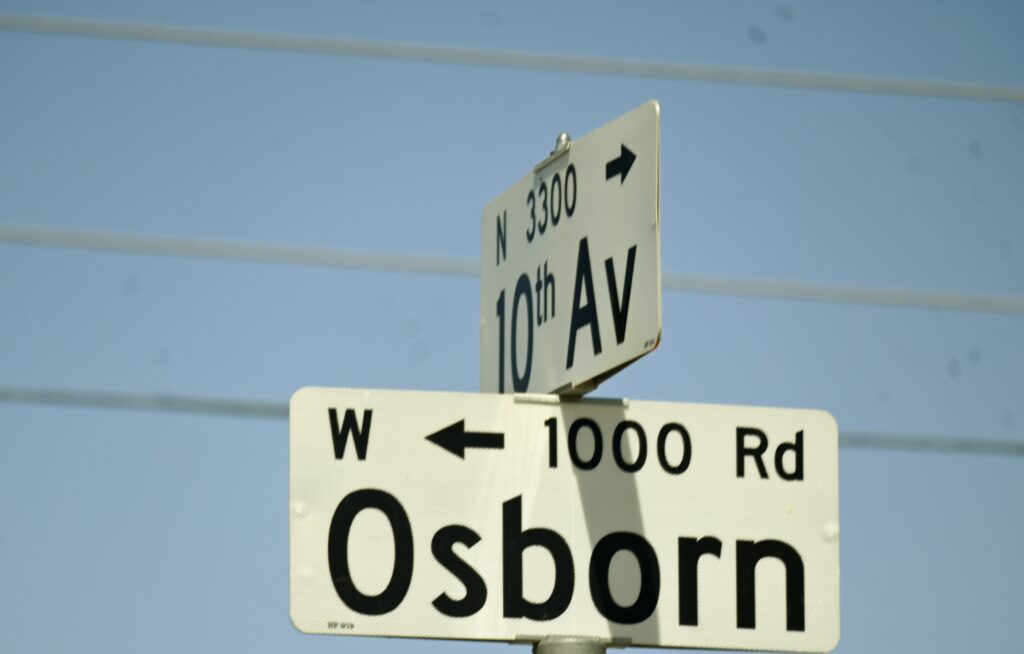 N 3300 →
10th Av
W ← 1000 Rd
Osborn